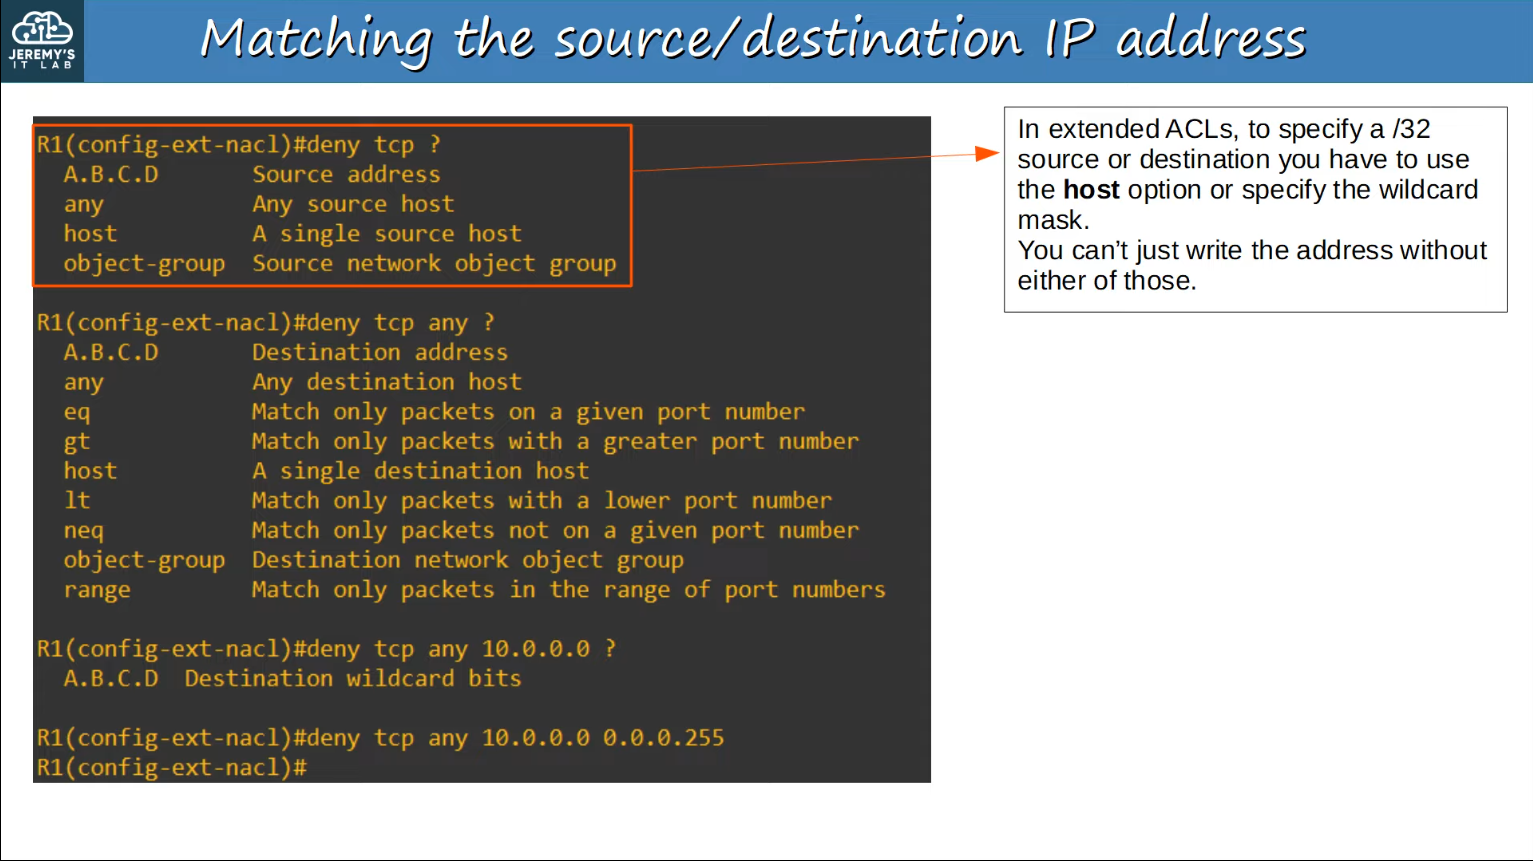 JEREMY'S
IT LAB
Matching the source/destination IP address
R1(config-ext-nacl)#deny tcp ?
A.B.C.D Source address
any Any source host
host A single source host
object-group Source network object group
R1(config-ext-nacl)#deny tcp any ?
A.B.C.D Destination address
any Any destination host
eq Match only packets on a given port number
gt Match only packets with a greater port number
host A single destination host
lt Match only packets with a lower port number
neq Match only packets not on a given port number
object-group Destination network object group
range Match only packets in the range of port numbers
R1(config-ext-nacl)#deny tcp any 10.0.0.0 ?
A.B.C.D Destination wildcard bits
R1(config-ext-nacl)#deny tcp any 10.0.0.0 0.0.0.255
R1(config-ext-nacl)#
In extended ACLs, to specify a /32
source or destination you have to use
the host option or specify the wildcard
mask.
You can’t just write the address without
either of those.